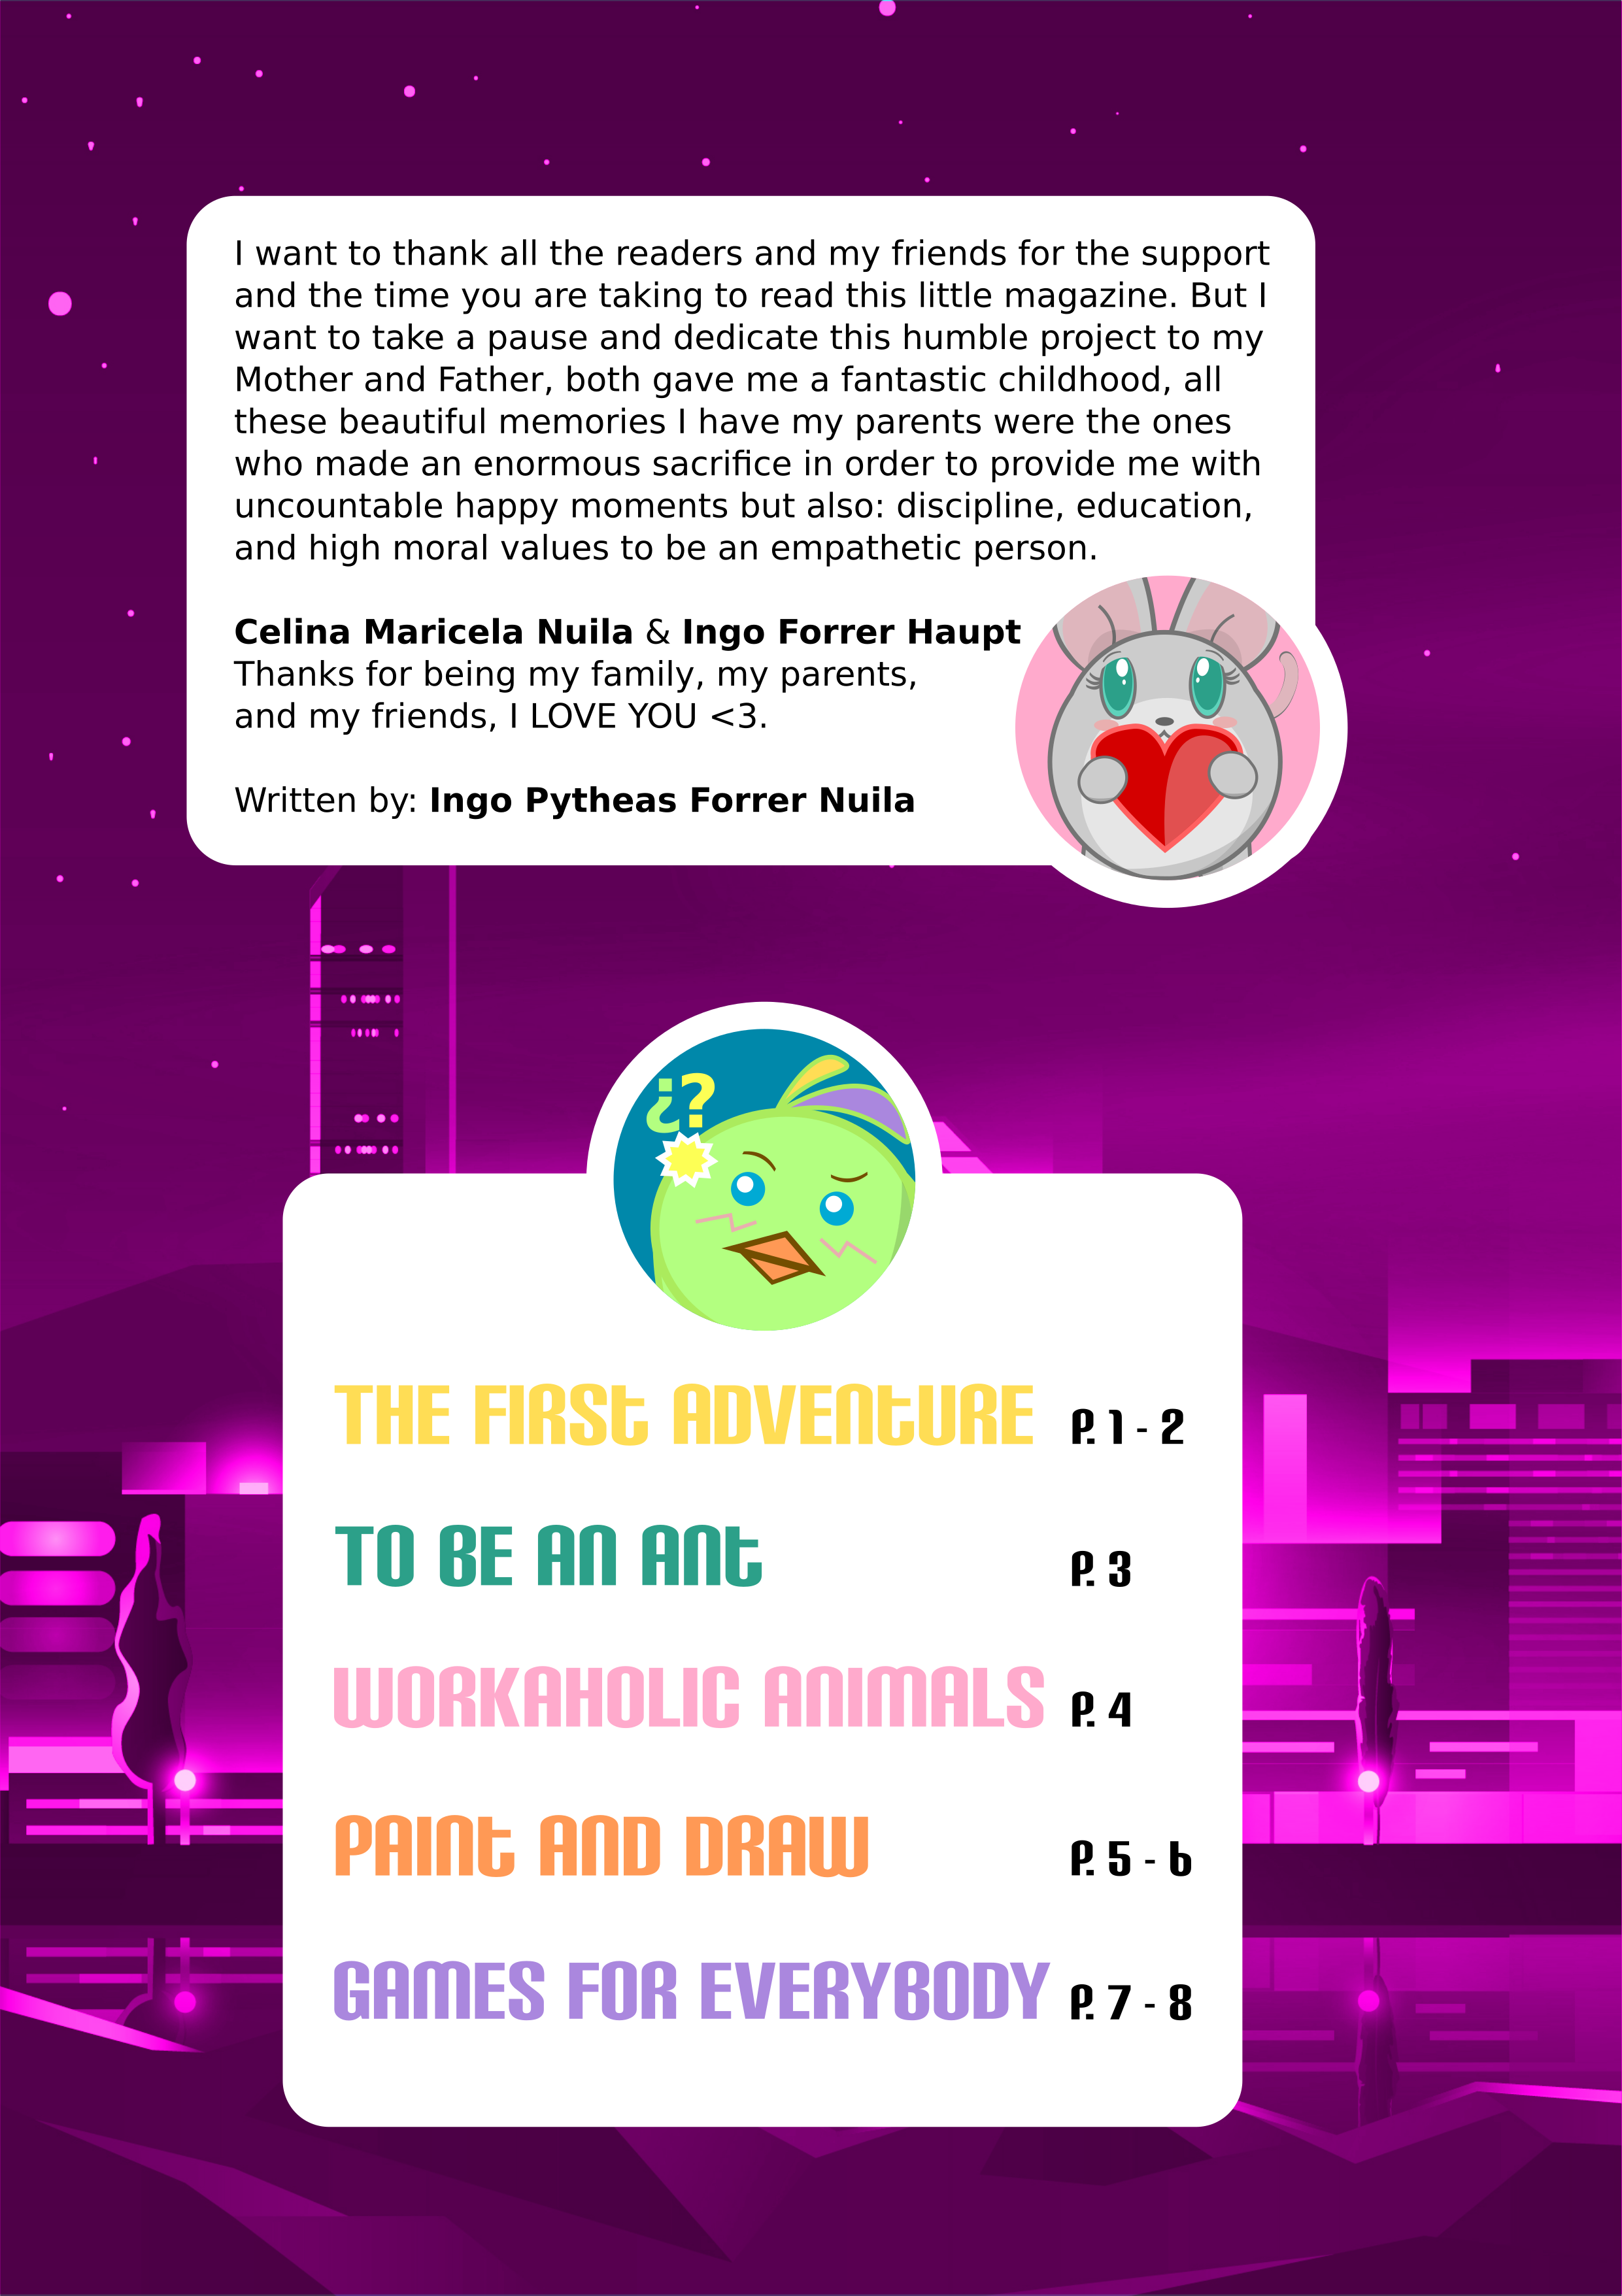 I want to thank all the readers and my friends for the support
and the time you are taking to read this little magazine. But I
want to take a pause and dedicate this humble project to my
Mother and Father, both gave me a fantastic childhood, all
these beautiful memories I have my parents were the ones
who made an enormous sacrifice in order to provide me with
uncountable happy moments but also: discipline, education,
and high moral values to be an empathetic person.
Celina Maricela Nuila & Ingo Forrer Haupt
Thanks for being my family, my parents,
and my friends, I LOVE YOU <3.
Written by: Ingo Pytheas Forrer Nuila
¿?
THE FIRST ADVENTURE P. 1 - 2
TO BE AN ANT P. 3
WORKAHOLIC ANIMALS P. 4
PAINT AND DRAW P. 5 - 6
GAMES FOR EVERYBODY P. 7 - 8